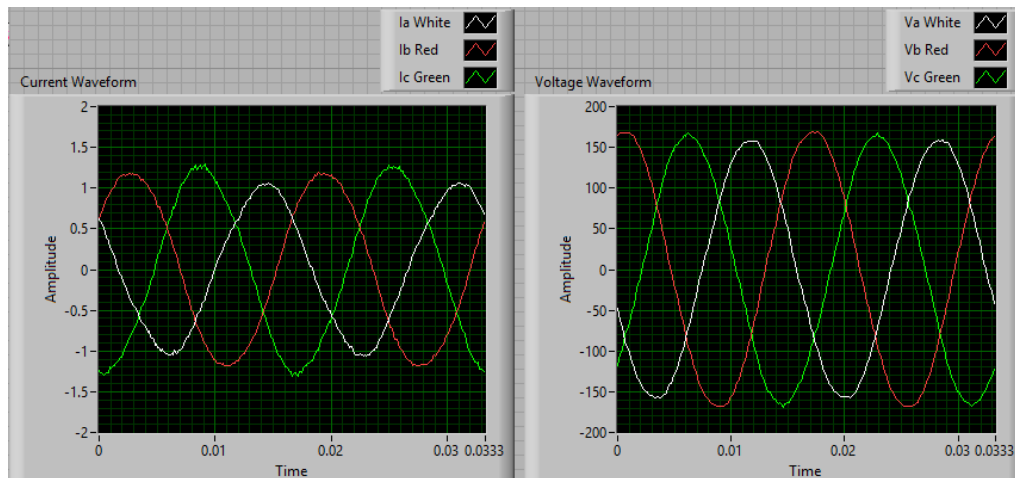 Ia White
Ib Red
Ic Green
Current Waveform
2
1.5
1
0.5
0
-0.5
-1
-1.5
-2
Amplitude
0
0.01
0.02
0.03
0.0333
Time
Va White
Vb Red
Vc Green
Voltage Waveform
200
150
100
50
0
-50
-100
-150
-200
Amplitude
0
0.01
0.02
0.03
0.0333
Time